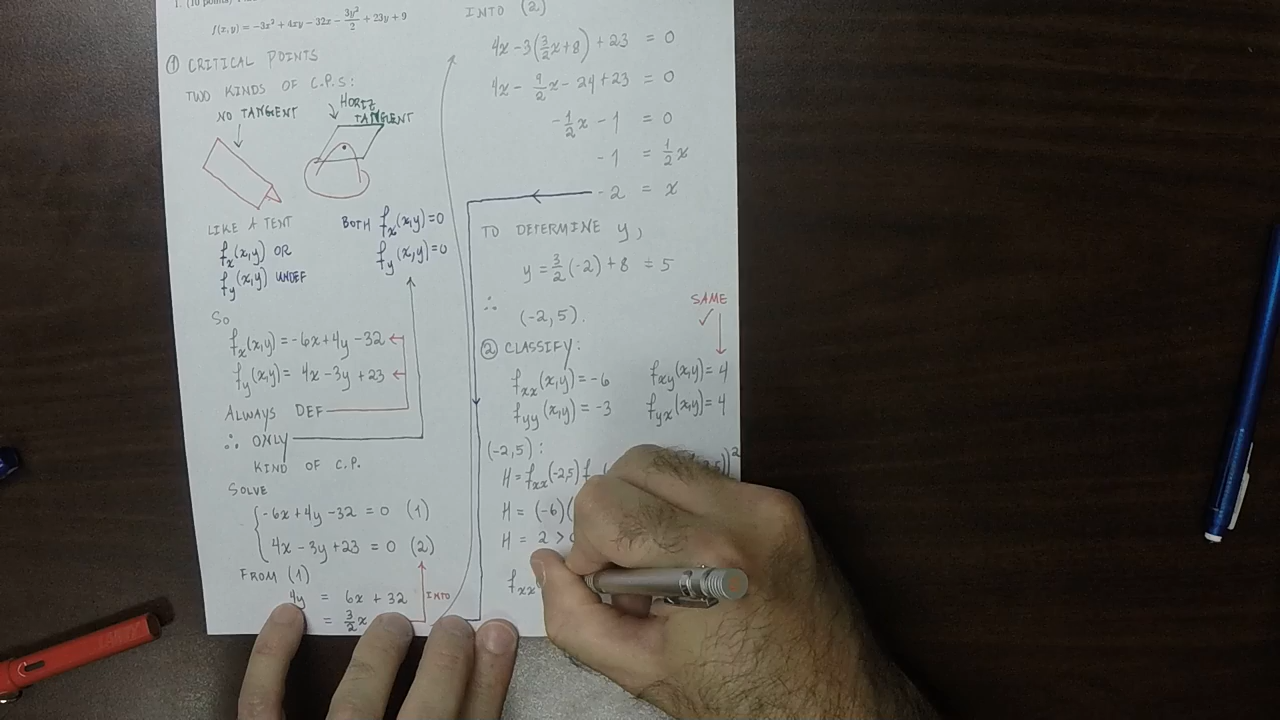 f(x, y) = −3x² + 4xy − 32x − 3y²/2 + 23y + 9
① CRITICAL POINTS
TWO KINDS OF C.P.S:
NO TANGENT
HORIZ TANGENT
LIKE A TENT
f_x(x,y) OR
f_y(x,y) UNDEF
BOTH f_x(x,y)=0
f_y(x,y)=0
SO
f_x(x,y) = -6x+4y-32
f_y(x,y) = 4x-3y+23
ALWAYS DEF
∴ ONLY
KIND OF C.P.
SOLVE
-6x+4y-32 = 0 (1)
4x-3y+23 = 0 (2)
FROM (1)
4y = 6x + 32
= 3/2 x
INTO
INTO (2)
4x-3(3/2 x+8)+23 = 0
4x - 9/2 x - 24+23 = 0
-1/2 x - 1 = 0
-1 = 1/2 x
-2 = x
TO DETERMINE y,
y = 3/2 (-2) + 8 = 5
∴ (-2,5).
SAME ✓
② CLASSIFY:
f_xx(x,y) = -6 f_xy(x,y) = 4
f_yy(x,y) = -3 f_yx(x,y) = 4
(-2,5):
H = f_xx(-2,5) f
H = (-6)(
H = 2 >
f_xx